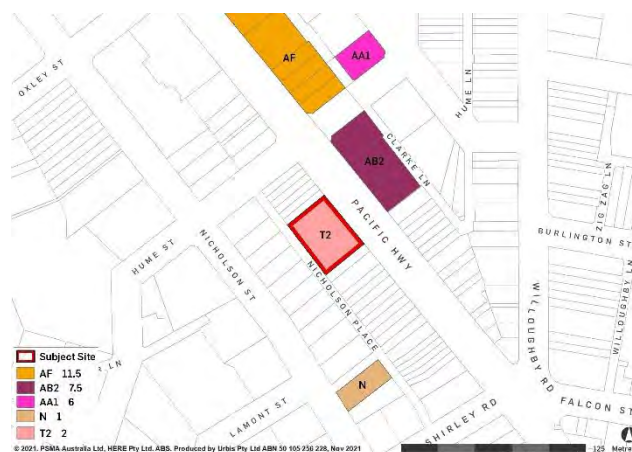 OXLEY ST
AF
AA1
HUME LN
CLARKE LN
AB2
ZIG ZAG LN
PACIFIC HWY
T2
BURLINGTON ST
HUME ST
NICHOLSON ST
NICHOLSON PLACE
WILLOUGHBY RD
WILLOUGHBY LN
Subject Site
AF 11.5
AB2 7.5
AA1 6
N 1
T2 2
ER LN
LAMONT ST
N
SHIRLEY RD
FALCON ST
125 Metre
© 2021. PSMA Australia Ltd, HERE Pty Ltd. ABS. Produced by Urbis Pty Ltd ABN 50 105 256 228, Nov 2021